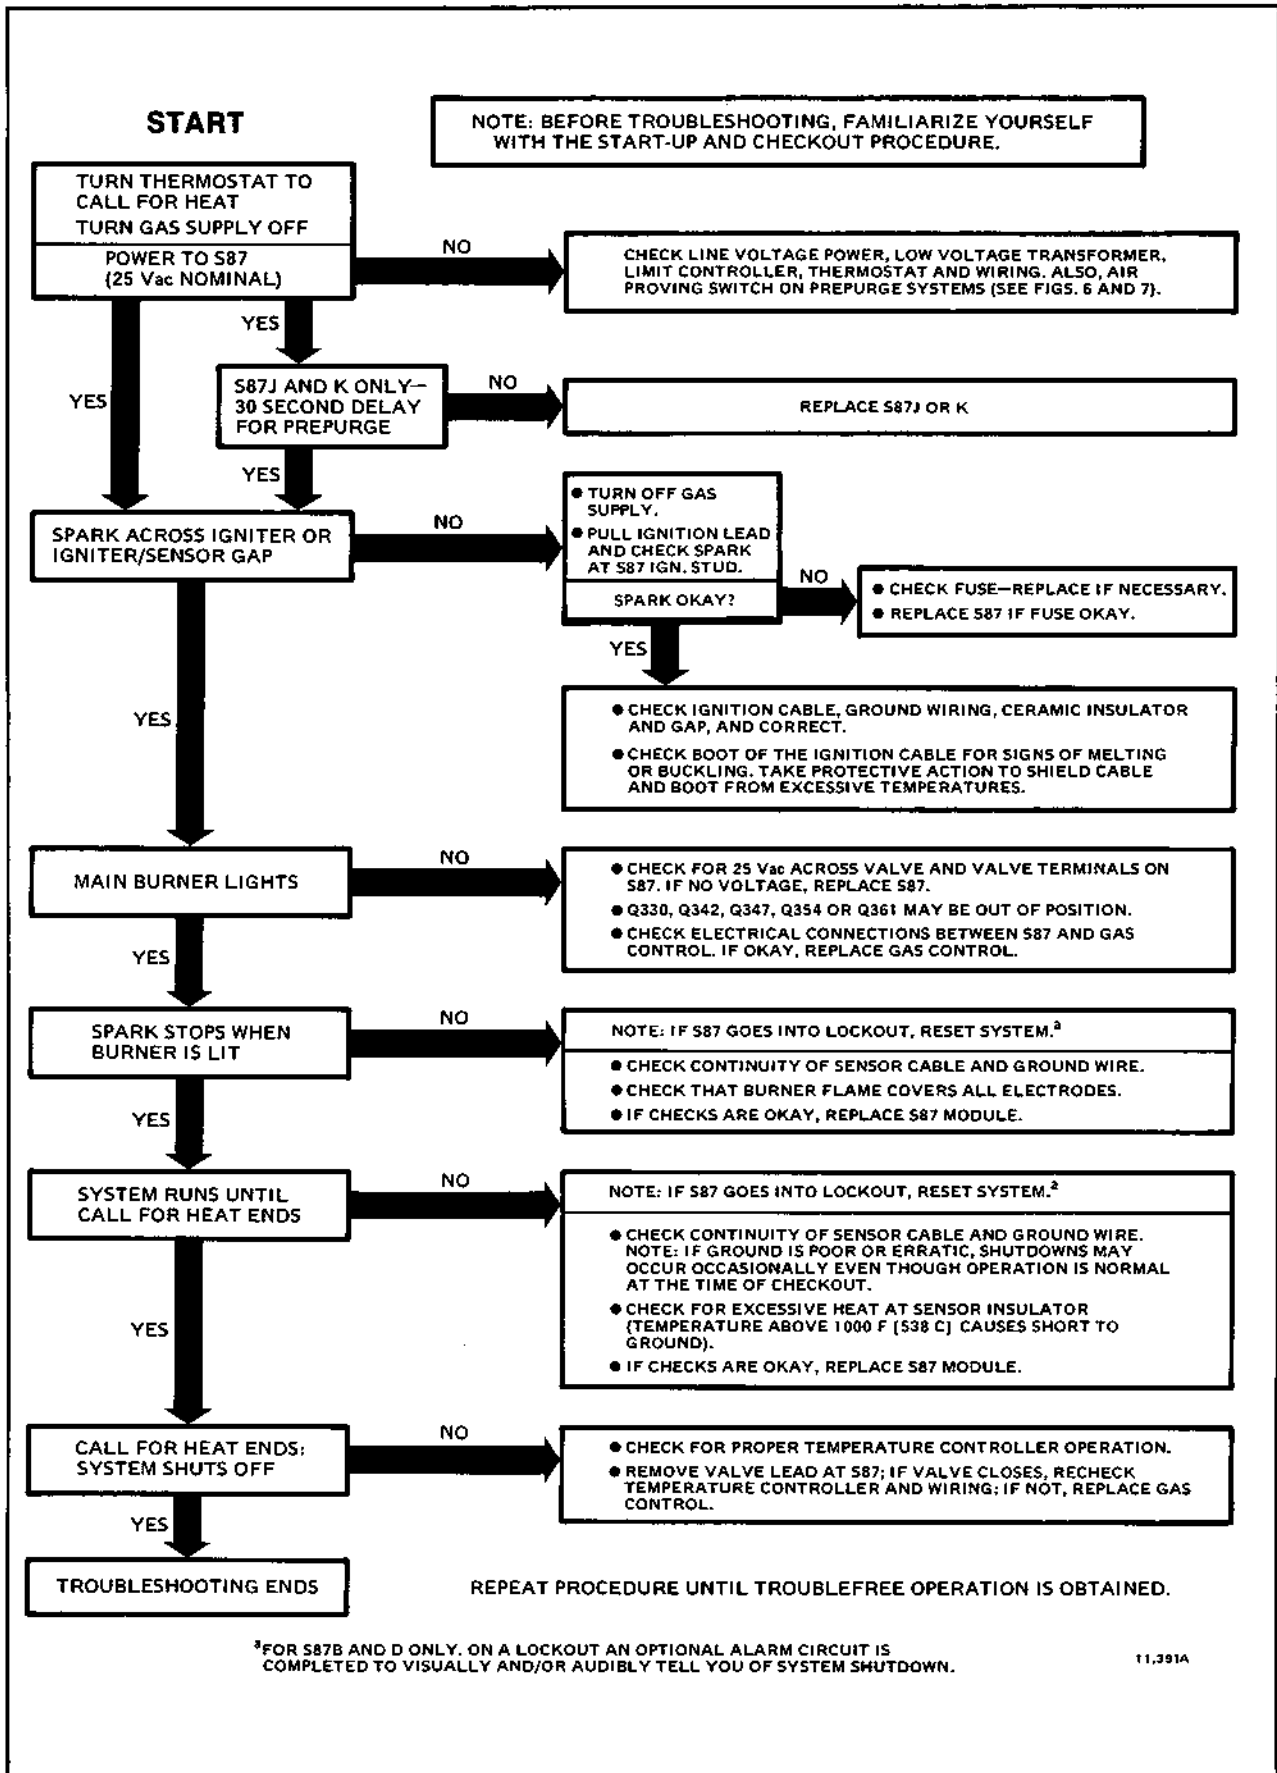 START
NOTE: BEFORE TROUBLESHOOTING, FAMILIARIZE YOURSELF
WITH THE START-UP AND CHECKOUT PROCEDURE.
TURN THERMOSTAT TO
CALL FOR HEAT
TURN GAS SUPPLY OFF
POWER TO S87
(25 Vac NOMINAL)
NO
CHECK LINE VOLTAGE POWER, LOW VOLTAGE TRANSFORMER,
LIMIT CONTROLLER, THERMOSTAT AND WIRING. ALSO, AIR
PROVING SWITCH ON PREPURGE SYSTEMS (SEE FIGS. 6 AND 7).
YES
YES
S87J AND K ONLY—
30 SECOND DELAY
FOR PREPURGE
NO
REPLACE S87J OR K
YES
SPARK ACROSS IGNITER OR
IGNITER/SENSOR GAP
NO
● TURN OFF GAS
SUPPLY.
● PULL IGNITION LEAD
AND CHECK SPARK
AT S87 IGN. STUD.
SPARK OKAY?
NO
● CHECK FUSE—REPLACE IF NECESSARY.
● REPLACE S87 IF FUSE OKAY.
YES
● CHECK IGNITION CABLE, GROUND WIRING, CERAMIC INSULATOR
AND GAP, AND CORRECT.
● CHECK BOOT OF THE IGNITION CABLE FOR SIGNS OF MELTING
OR BUCKLING. TAKE PROTECTIVE ACTION TO SHIELD CABLE
AND BOOT FROM EXCESSIVE TEMPERATURES.
YES
MAIN BURNER LIGHTS
NO
● CHECK FOR 25 Vac ACROSS VALVE AND VALVE TERMINALS ON
S87. IF NO VOLTAGE, REPLACE S87.
● Q330, Q342, Q347, Q354 OR Q361 MAY BE OUT OF POSITION.
● CHECK ELECTRICAL CONNECTIONS BETWEEN S87 AND GAS
CONTROL. IF OKAY, REPLACE GAS CONTROL.
YES
SPARK STOPS WHEN
BURNER IS LIT
NO
NOTE: IF S87 GOES INTO LOCKOUT, RESET SYSTEM.a
● CHECK CONTINUITY OF SENSOR CABLE AND GROUND WIRE.
● CHECK THAT BURNER FLAME COVERS ALL ELECTRODES.
● IF CHECKS ARE OKAY, REPLACE S87 MODULE.
YES
SYSTEM RUNS UNTIL
CALL FOR HEAT ENDS
NO
NOTE: IF S87 GOES INTO LOCKOUT, RESET SYSTEM.a
● CHECK CONTINUITY OF SENSOR CABLE AND GROUND WIRE.
NOTE: IF GROUND IS POOR OR ERRATIC, SHUTDOWNS MAY
OCCUR OCCASIONALLY EVEN THOUGH OPERATION IS NORMAL
AT THE TIME OF CHECKOUT.
● CHECK FOR EXCESSIVE HEAT AT SENSOR INSULATOR
(TEMPERATURE ABOVE 1000 F [538 C] CAUSES SHORT TO
GROUND).
● IF CHECKS ARE OKAY, REPLACE S87 MODULE.
YES
CALL FOR HEAT ENDS:
SYSTEM SHUTS OFF
NO
● CHECK FOR PROPER TEMPERATURE CONTROLLER OPERATION.
● REMOVE VALVE LEAD AT S87; IF VALVE CLOSES, RECHECK
TEMPERATURE CONTROLLER AND WIRING; IF NOT, REPLACE GAS
CONTROL.
YES
TROUBLESHOOTING ENDS
REPEAT PROCEDURE UNTIL TROUBLEFREE OPERATION IS OBTAINED.
aFOR S87B AND D ONLY. ON A LOCKOUT AN OPTIONAL ALARM CIRCUIT IS
COMPLETED TO VISUALLY AND/OR AUDIBLY TELL YOU OF SYSTEM SHUTDOWN.
11,391A